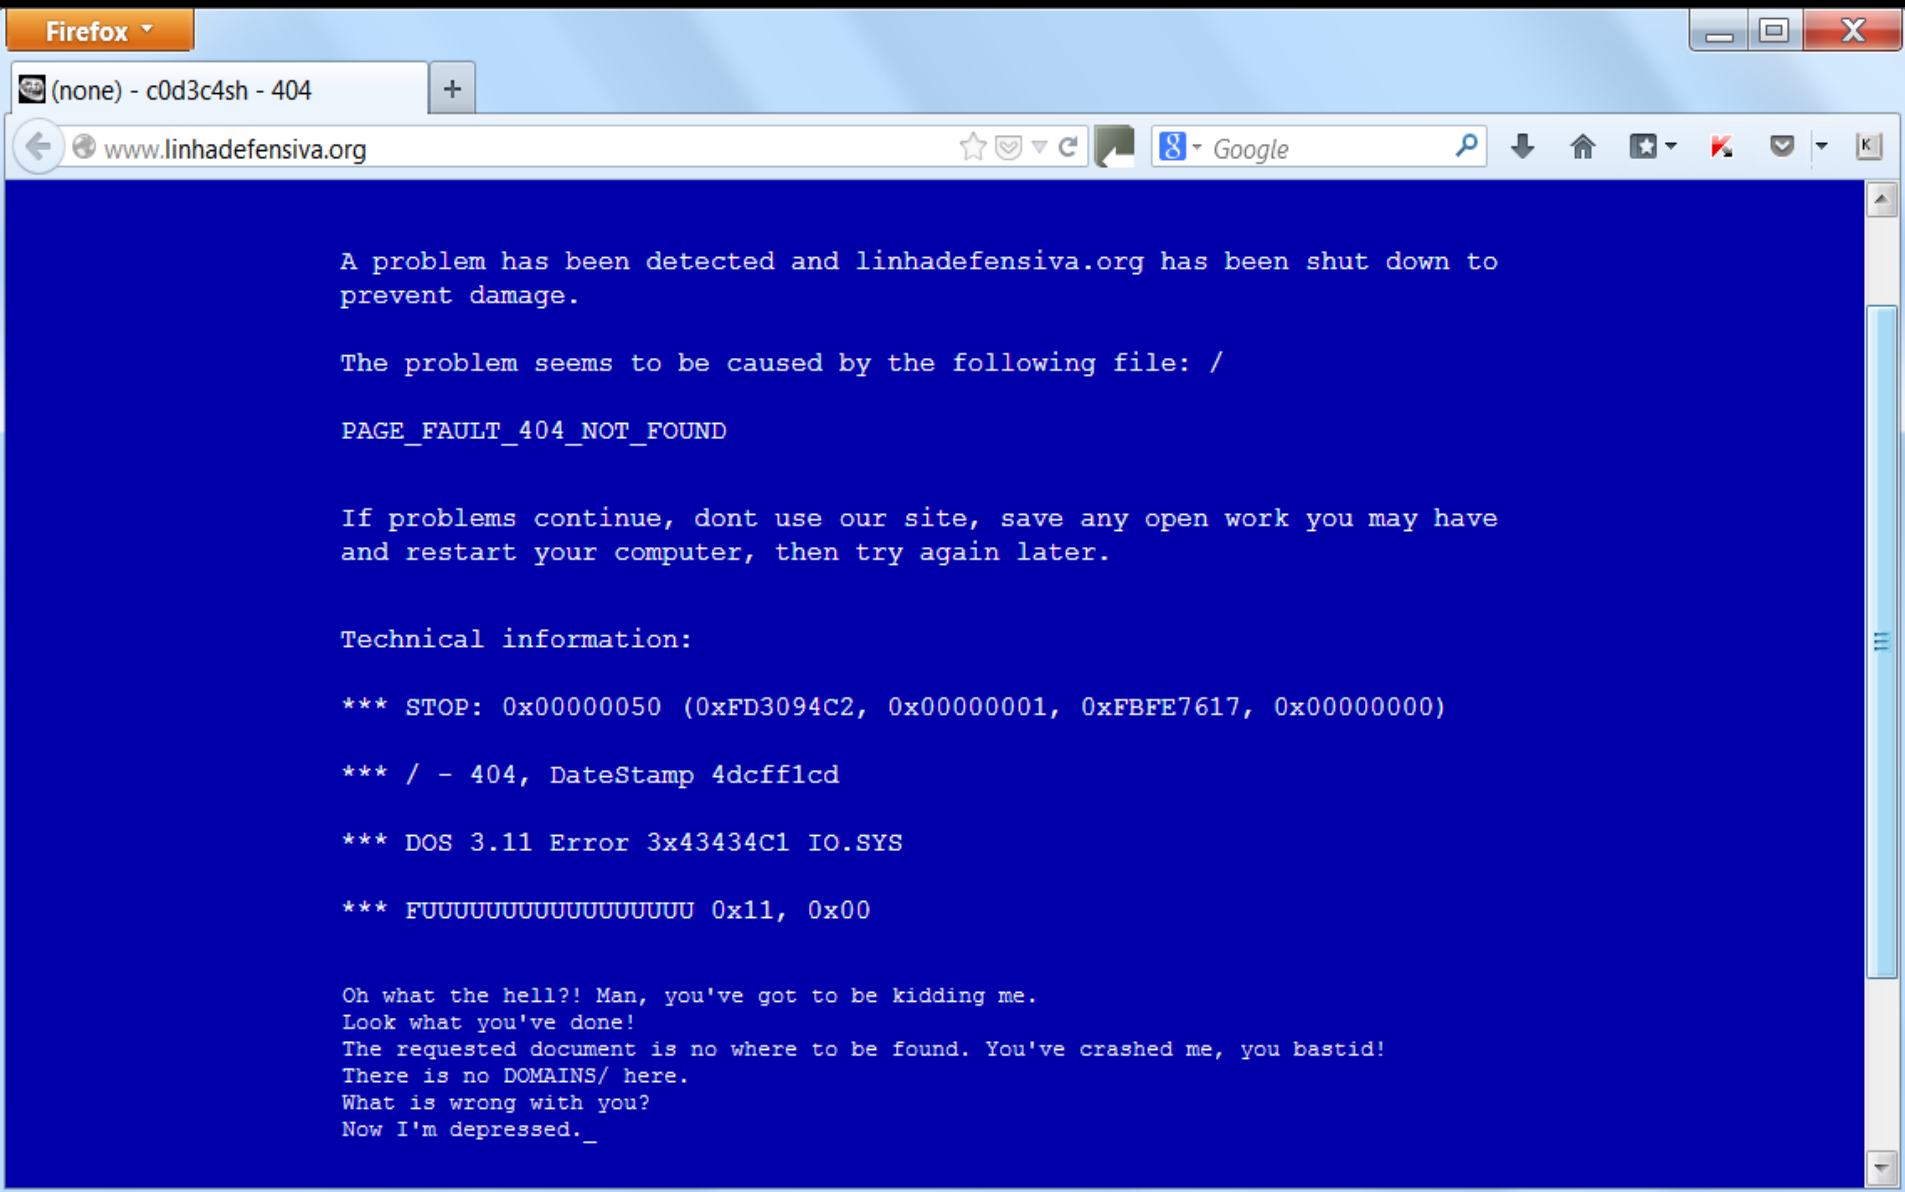 Firefox
(none) - c0d3c4sh - 404
www.linhadefensiva.org
8
Google
K
A problem has been detected and linhadefensiva.org has been shut down to
prevent damage.
The problem seems to be caused by the following file: /
PAGE_FAULT_404_NOT_FOUND
If problems continue, dont use our site, save any open work you may have
and restart your computer, then try again later.
Technical information:
*** STOP: 0x00000050 (0xFD3094C2, 0x00000001, 0xFBFE7617, 0x00000000)
*** / - 404, DateStamp 4dcff1cd
*** DOS 3.11 Error 3x43434C1 IO.SYS
*** FUUUUUUUUUUUUUUUUU 0x11, 0x00
Oh what the hell?! Man, you've got to be kidding me.
Look what you've done!
The requested document is no where to be found. You've crashed me, you bastid!
There is no DOMAINS/ here.
What is wrong with you?
Now I'm depressed._